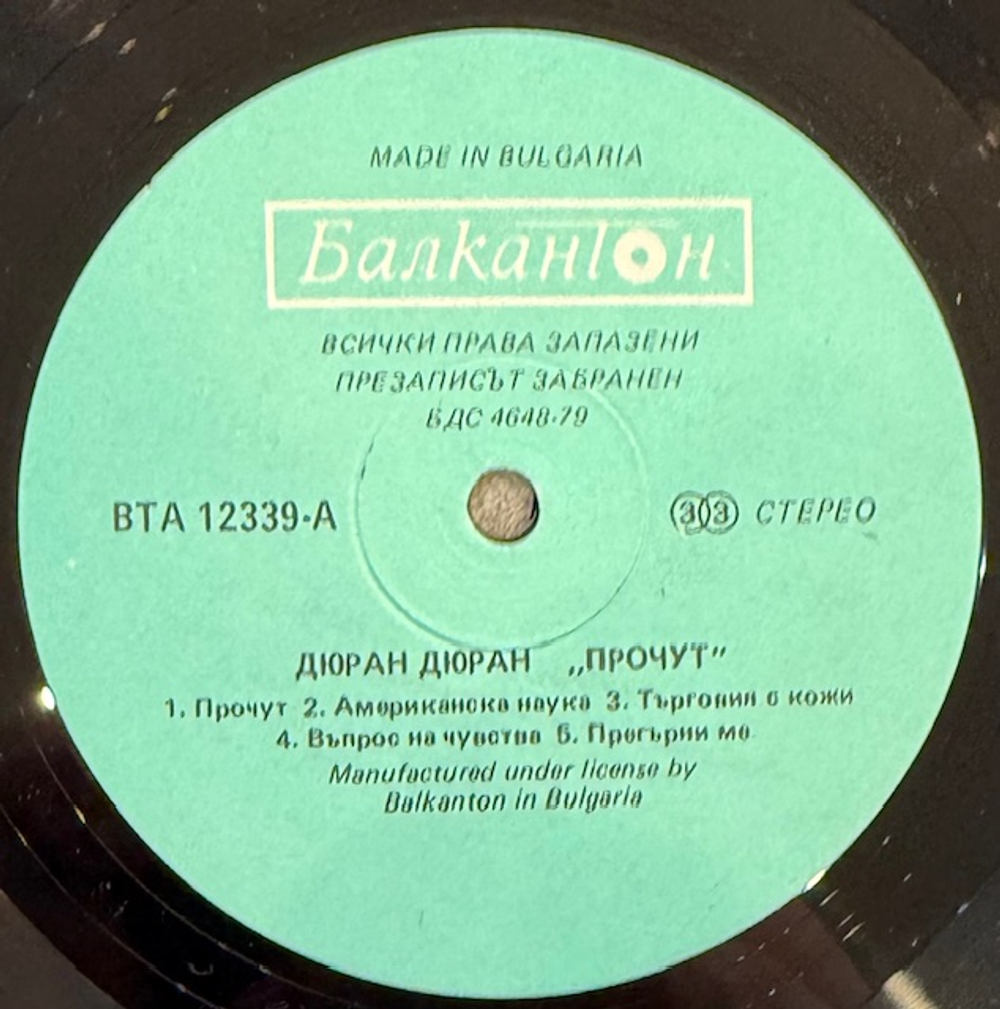 MADE IN BULGARIA
Балкантон
ВСИЧКИ ПРАВА ЗАПАЗЕНИ
ПРЕЗАПИСЪТ ЗАБРАНЕН
БДС 4648-79
ВТА 12339-А
33 СТЕРЕО
ДЮРАН ДЮРАН „ПРОЧУТ”
1. Прочут 2. Американска наука 3. Търговия с кожи
4. Въпрос на чувства 5. Прегърни ме
Manufactured under license by
Balkanton in Bulgaria